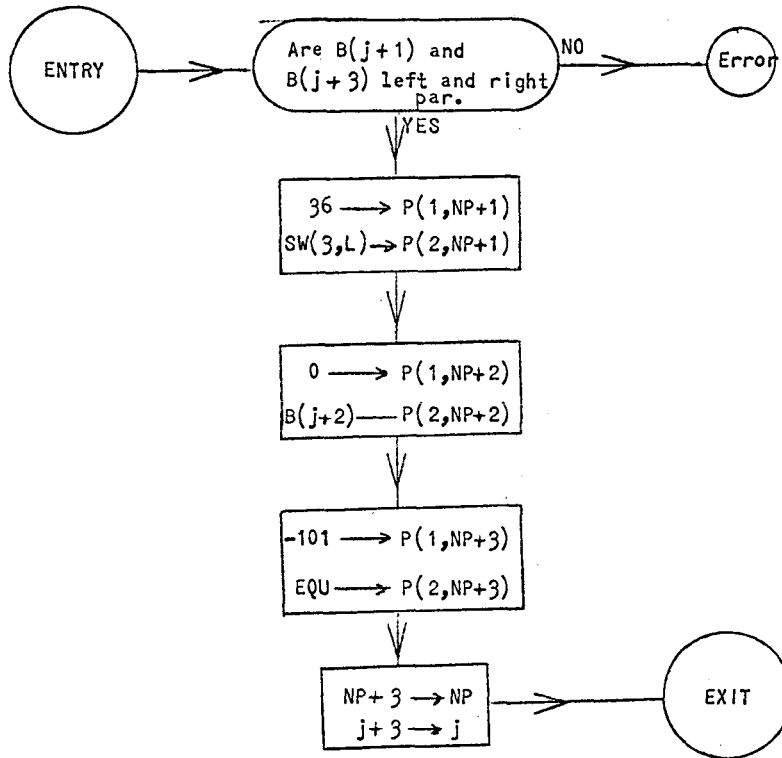 ENTRY
Are B(j+1) and
B(j+3) left and right
par.
NO
Error
YES
36 → P(1,NP+1)
SW(3,L)→P(2,NP+1)
0 → P(1,NP+2)
B(j+2)— P(2,NP+2)
-101 → P(1,NP+3)
EQU → P(2,NP+3)
NP+3 → NP
j+3 → j
EXIT